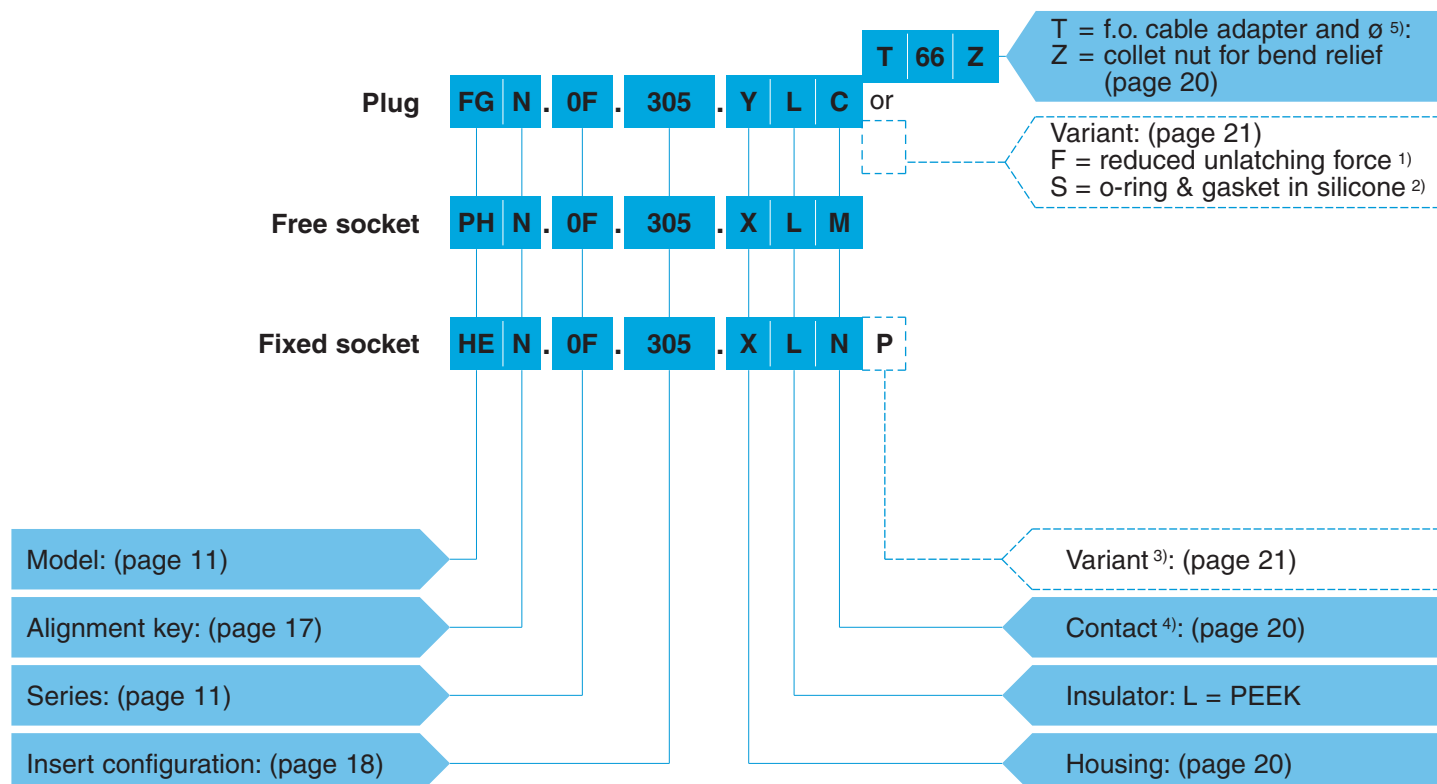 T 66 Z
T = f.o. cable adapter and ø 5):
Z = collet nut for bend relief
(page 20)
Plug FG N . 0F . 305 . Y L C or
Variant: (page 21)
F = reduced unlatching force 1)
S = o-ring & gasket in silicone 2)
Free socket PH N . 0F . 305 . X L M
Fixed socket HE N . 0F . 305 . X L N P
Model: (page 11)
Variant 3): (page 21)
Alignment key: (page 17)
Contact 4): (page 20)
Series: (page 11)
Insulator: L = PEEK
Insert configuration: (page 18)
Housing: (page 20)